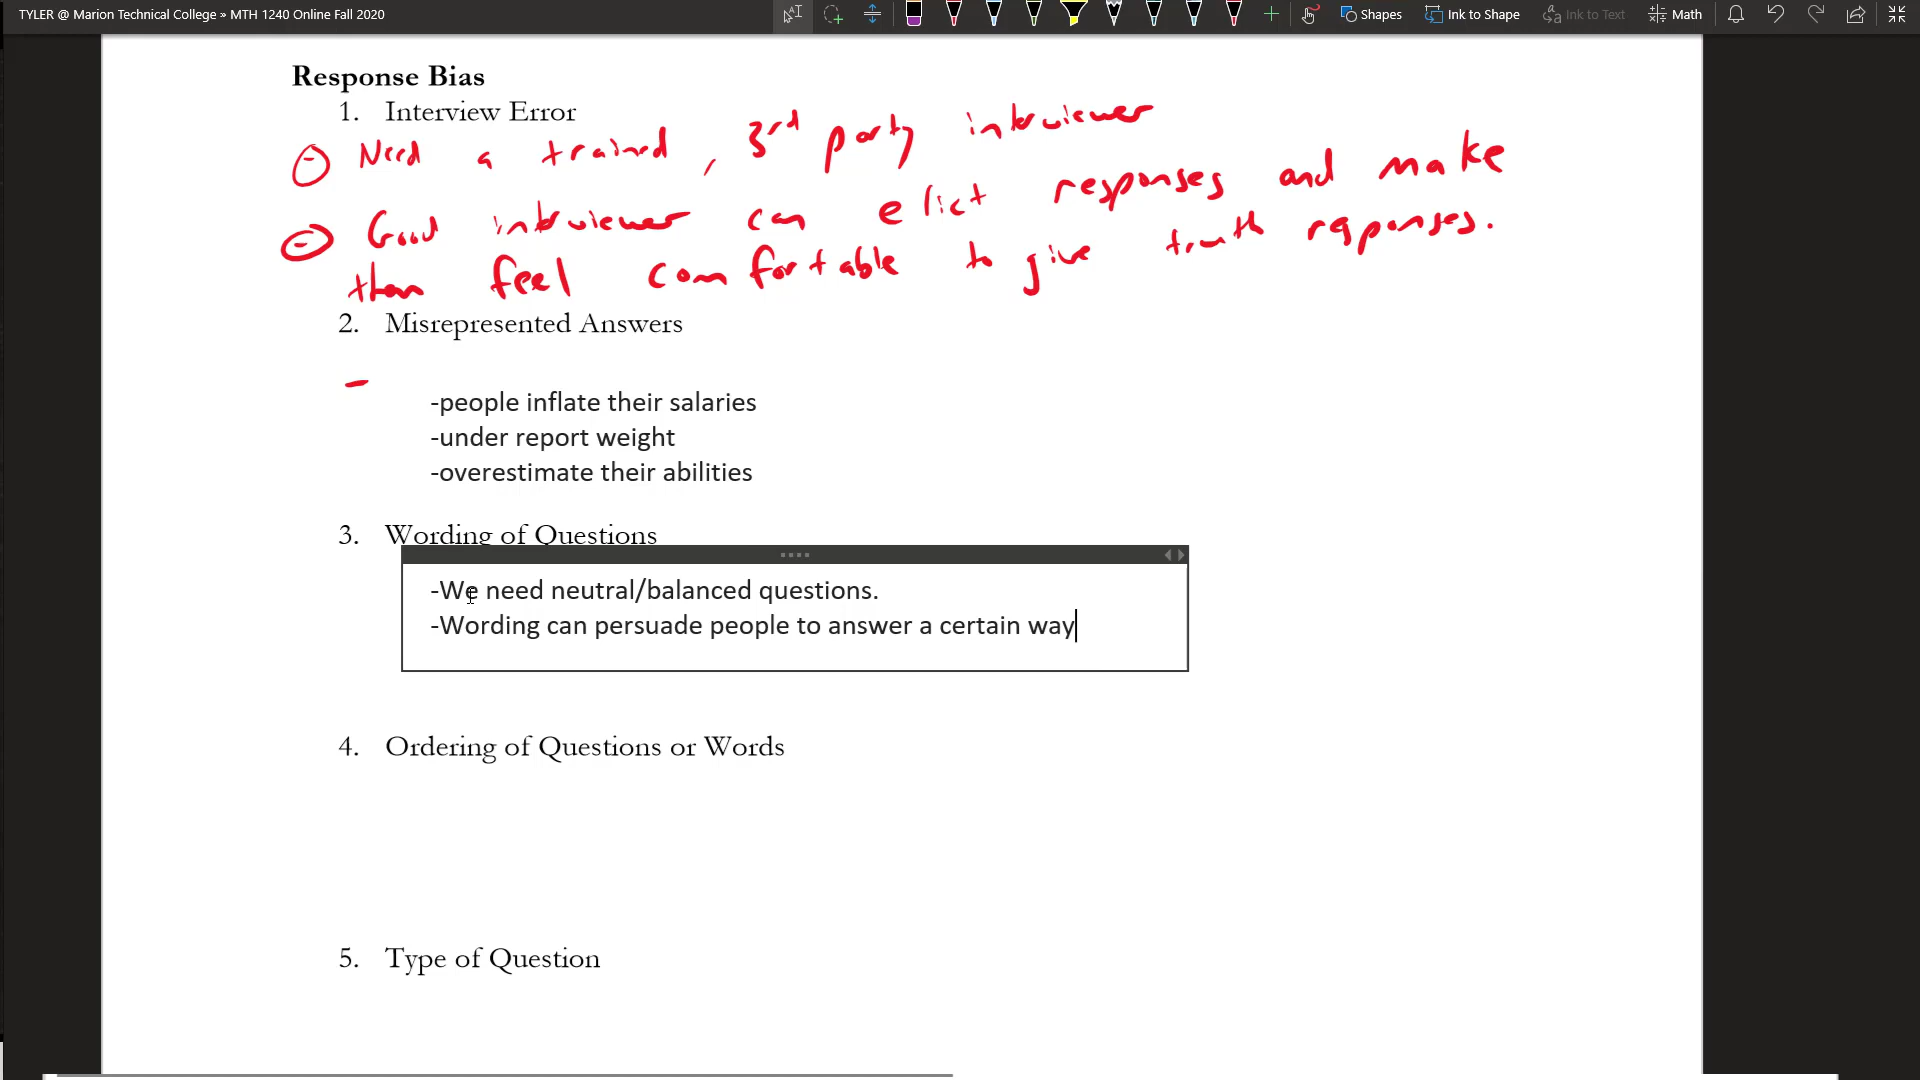 TYLER @ Marion Technical College » MTH 1240 Online Fall 2020
Shapes Ink to Shape Ink to Text Math
Response Bias
1. Interview Error
Need a trained, 3rd party interviewer
Good interviewer can elict responses and make
them feel comfortable to give truth responses.
2. Misrepresented Answers
-people inflate their salaries
-under report weight
-overestimate their abilities
3. Wording of Questions
-We need neutral/balanced questions.
-Wording can persuade people to answer a certain way
4. Ordering of Questions or Words
5. Type of Question